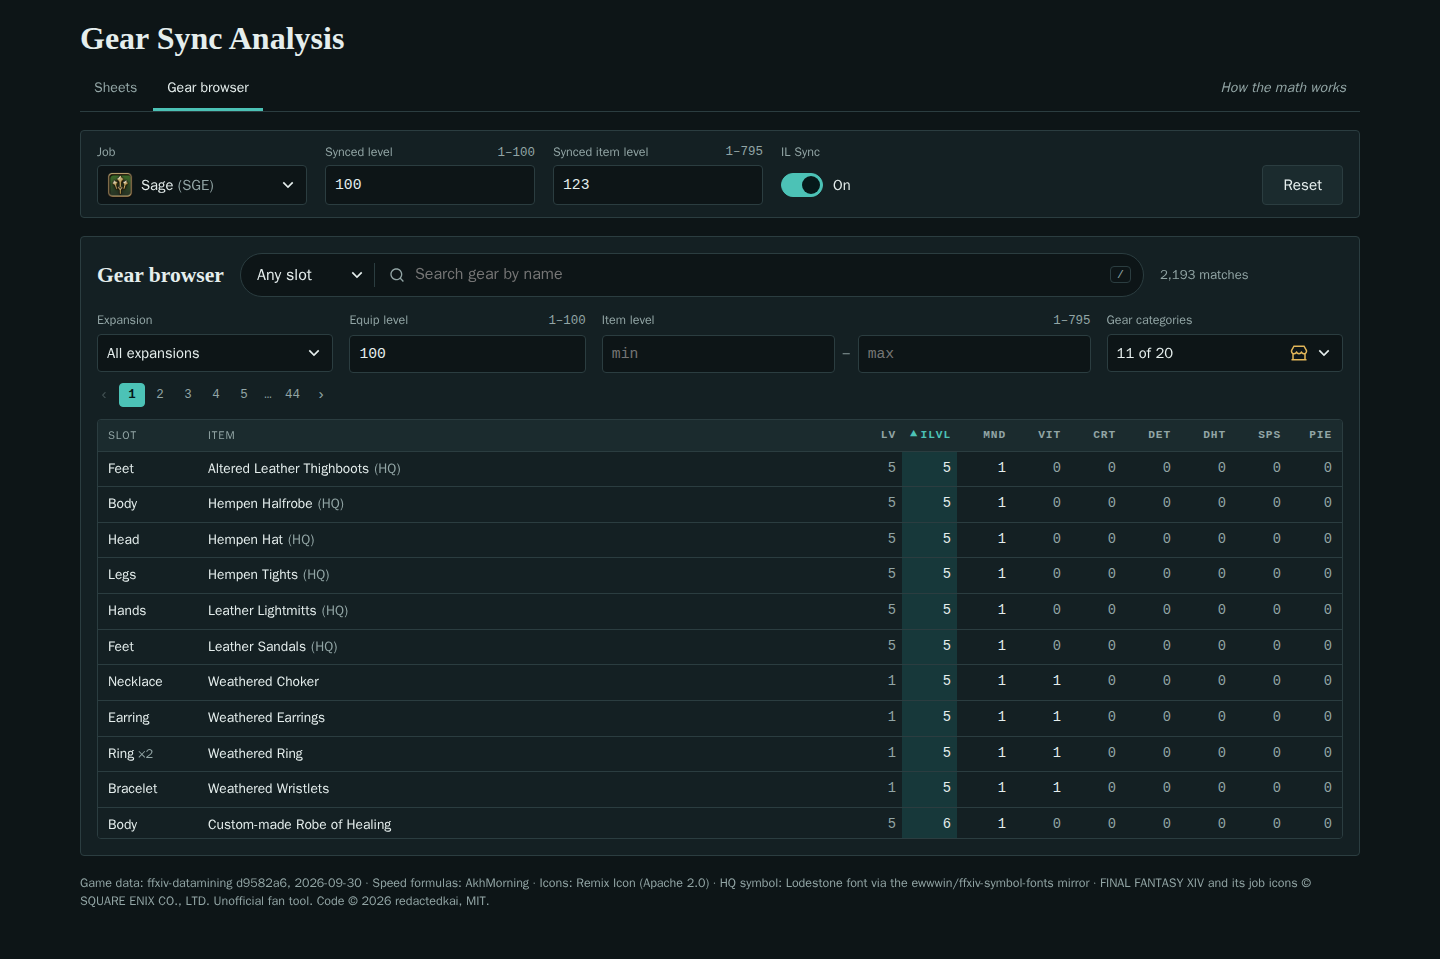 Gear Sync Analysis
Sheets Gear browser How the math works
Job Synced level 1–100 Synced item level 1–795 IL Sync
Sage (SGE) 100 123 On Reset
Gear browser Any slot Search gear by name / 2,193 matches
Expansion Equip level 1–100 Item level 1–795 Gear categories
All expansions 100 min – max 11 of 20
‹ 1 2 3 4 5 … 44 ›
SLOT ITEM LV ▲ILVL MND VIT CRT DET DHT SPS PIE
Feet Altered Leather Thighboots (HQ) 5 5 1 0 0 0 0 0 0
Body Hempen Halfrobe (HQ) 5 5 1 0 0 0 0 0 0
Head Hempen Hat (HQ) 5 5 1 0 0 0 0 0 0
Legs Hempen Tights (HQ) 5 5 1 0 0 0 0 0 0
Hands Leather Lightmitts (HQ) 5 5 1 0 0 0 0 0 0
Feet Leather Sandals (HQ) 5 5 1 0 0 0 0 0 0
Necklace Weathered Choker 1 5 1 1 0 0 0 0 0
Earring Weathered Earrings 1 5 1 1 0 0 0 0 0
Ring ×2 Weathered Ring 1 5 1 1 0 0 0 0 0
Bracelet Weathered Wristlets 1 5 1 1 0 0 0 0 0
Body Custom-made Robe of Healing 5 6 1 0 0 0 0 0 0
Game data: ffxiv-datamining d9582a6, 2026-09-30 · Speed formulas: AkhMorning · Icons: Remix Icon (Apache 2.0) · HQ symbol: Lodestone font via the ewwwin/ffxiv-symbol-fonts mirror · FINAL FANTASY XIV and its job icons ©
SQUARE ENIX CO., LTD. Unofficial fan tool. Code © 2026 redactedkai, MIT.